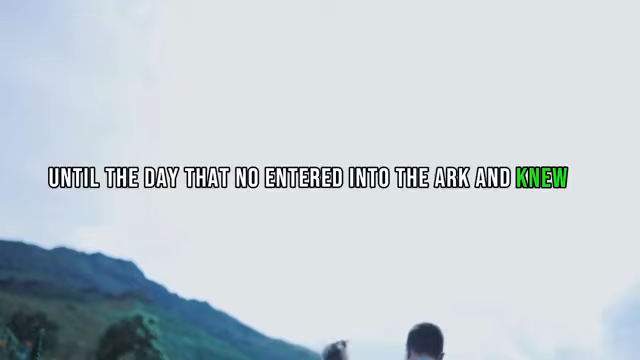 UNTIL THE DAY THAT NO ENTERED INTO THE ARK AND KNEW